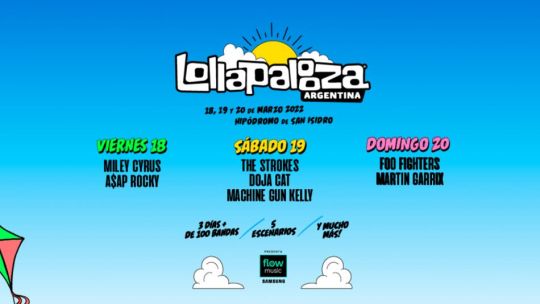 Lollapalooza
ARGENTINA
18, 19 y 20 de MARZO 2022
HIPÓDROMO de SAN ISIDRO
VIERNES 18
MILEY CYRUS
A$AP ROCKY
SÁBADO 19
THE STROKES
DOJA CAT
MACHINE GUN KELLY
DOMINGO 20
FOO FIGHTERS
MARTIN GARRIX
3 DÍAS +
DE 100 BANDAS
5
ESCENARIOS
Y MUCHO
MÁS!
PRESENTA
flow
music
SAMSUNG